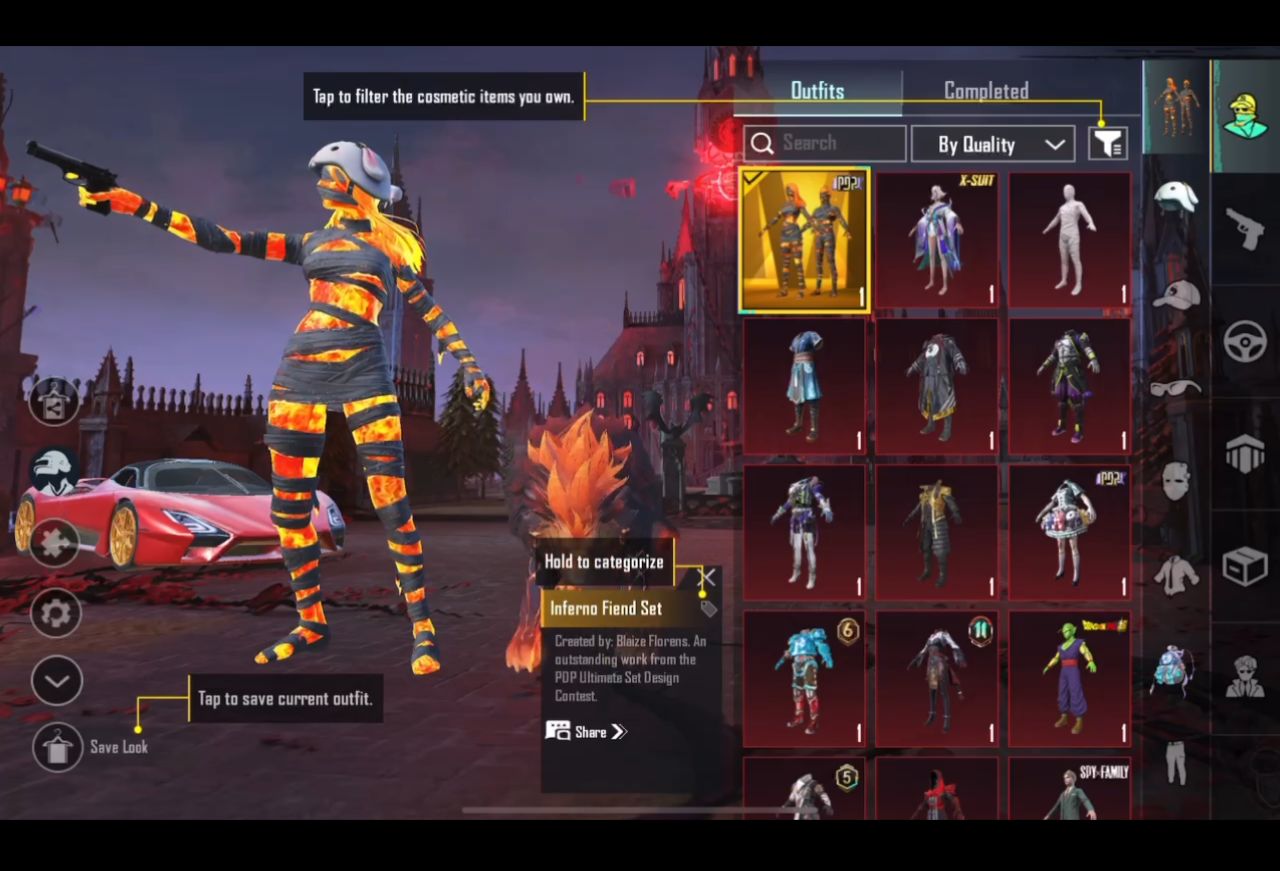 Tap to filter the cosmetic items you own.
Outfits
Completed
Search
By Quality
PDP
1
X-SUIT
1
1
1
1
1
1
1
PDP
1
6
1
11
1
1
5
SPY×FAMILY
Hold to categorize
Inferno Fiend Set
Created by: Blaize Florens. An
outstanding work from the
PDP Ultimate Set Design
Contest.
Share
Tap to save current outfit.
Save Look